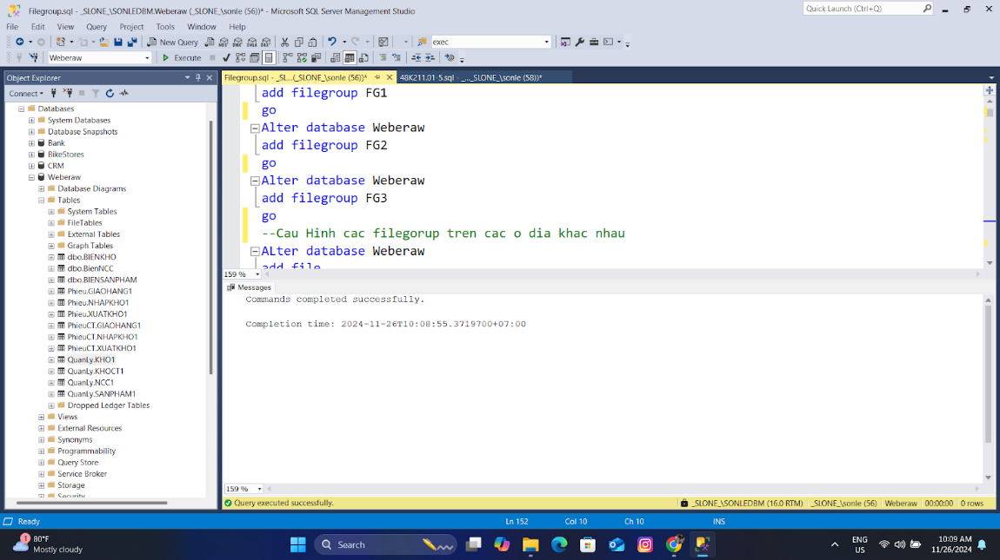 Filegroup.sql - _SLONE_\SONLEDBM.Weberaw (_SLONE_\sonle (56))* - Microsoft SQL Server Management Studio
Quick Launch (Ctrl+Q)
File Edit View Query Project Tools Window Help
New Query
exec
Weberaw
Execute
Object Explorer
Filegroup.sql - _SL...(_SLONE_\sonle (56))*
48K211.01-5.sql - _..._SLONE_\sonle (58))*
Connect
Databases
System Databases
Database Snapshots
Bank
BikeStores
CRM
Weberaw
Database Diagrams
Tables
System Tables
FileTables
External Tables
Graph Tables
dbo.BIENKHO
dbo.BienNCC
dbo.BIENSANPHAM
Phieu.GIAOHANG1
Phieu.NHAPKHO1
Phieu.XUATKHO1
PhieuCT.GIAOHANG1
PhieuCT.NHAPKHO1
PhieuCT.XUATKHO1
QuanLy.KHO1
QuanLy.KHOCT1
QuanLy.NCC1
QuanLy.SANPHAM1
Dropped Ledger Tables
Views
External Resources
Synonyms
Programmability
Query Store
Service Broker
Storage
Security
add filegroup FG1
go
Alter database Weberaw
add filegroup FG2
go
Alter database Weberaw
add filegroup FG3
go
--Cau Hinh cac filegorup tren cac o dia khac nhau
ALter database Weberaw
add file
159 %
Messages
Commands completed successfully.
Completion time: 2024-11-26T10:08:55.3719700+07:00
159 %
Query executed successfully.
_SLONE_\SONLEDBM (16.0 RTM)
_SLONE_\sonle (56)
Weberaw
00:00:00
0 rows
Ready
Ln 152
Col 10
Ch 10
INS
1
80°F
Mostly cloudy
Search
ENG
US
10:09 AM
11/26/2024